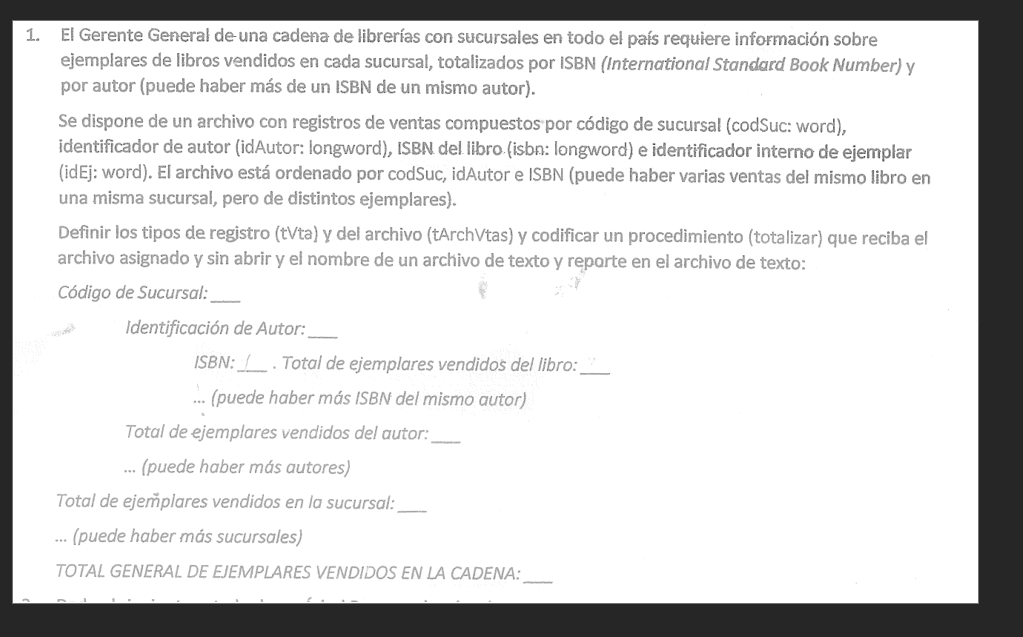 1. El Gerente General de una cadena de librerías con sucursales en todo el país requiere información sobre
ejemplares de libros vendidos en cada sucursal, totalizados por ISBN (International Standard Book Number) y
por autor (puede haber más de un ISBN de un mismo autor).
Se dispone de un archivo con registros de ventas compuestos por código de sucursal (codSuc: word),
identificador de autor (idAutor: longword), ISBN del libro (isbn: longword) e identificador interno de ejemplar
(idEj: word). El archivo está ordenado por codSuc, idAutor e ISBN (puede haber varias ventas del mismo libro en
una misma sucursal, pero de distintos ejemplares).
Definir los tipos de registro (tVta) y del archivo (tArchVtas) y codificar un procedimiento (totalizar) que reciba el
archivo asignado y sin abrir y el nombre de un archivo de texto y reporte en el archivo de texto:
Código de Sucursal: ___
Identificación de Autor: ___
ISBN: ___ . Total de ejemplares vendidos del libro: ___
... (puede haber más ISBN del mismo autor)
Total de ejemplares vendidos del autor: ___
... (puede haber más autores)
Total de ejemplares vendidos en la sucursal: ___
... (puede haber más sucursales)
TOTAL GENERAL DE EJEMPLARES VENDIDOS EN LA CADENA: ___